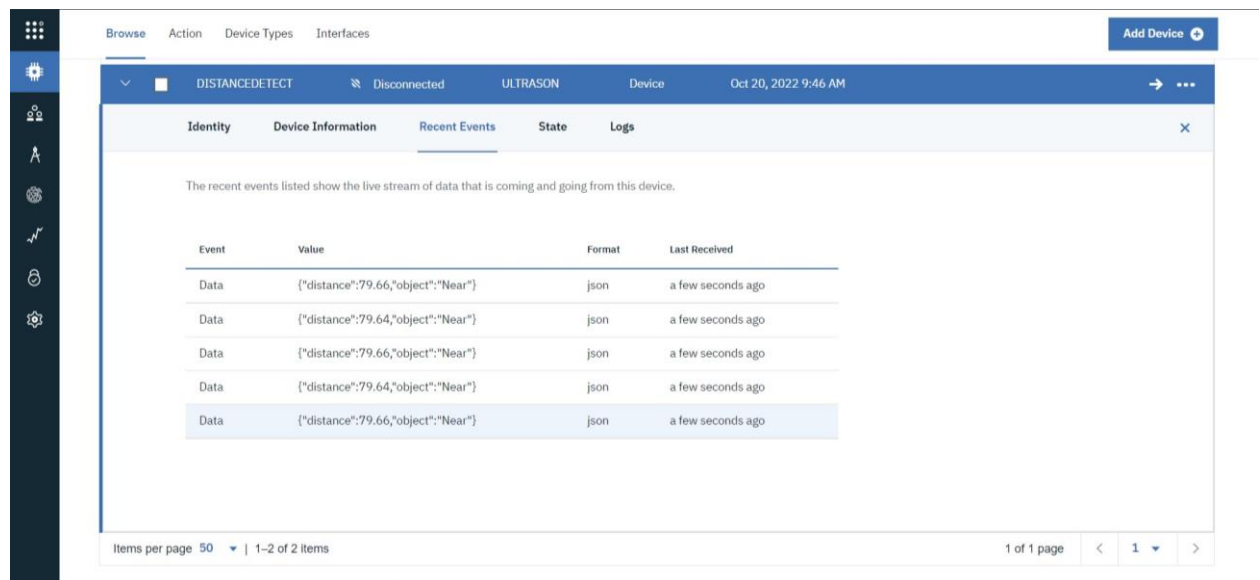 Browse Action Device Types Interfaces Add Device
DISTANCEDETECT Disconnected ULTRASON Device Oct 20, 2022 9:46 AM
Identity Device Information Recent Events State Logs
The recent events listed show the live stream of data that is coming and going from this device.
Event Value Format Last Received
Data {"distance":79.66,"object":"Near"} json a few seconds ago
Data {"distance":79.64,"object":"Near"} json a few seconds ago
Data {"distance":79.66,"object":"Near"} json a few seconds ago
Data {"distance":79.64,"object":"Near"} json a few seconds ago
Data {"distance":79.66,"object":"Near"} json a few seconds ago
Items per page 50 | 1–2 of 2 items 1 of 1 page < 1 >